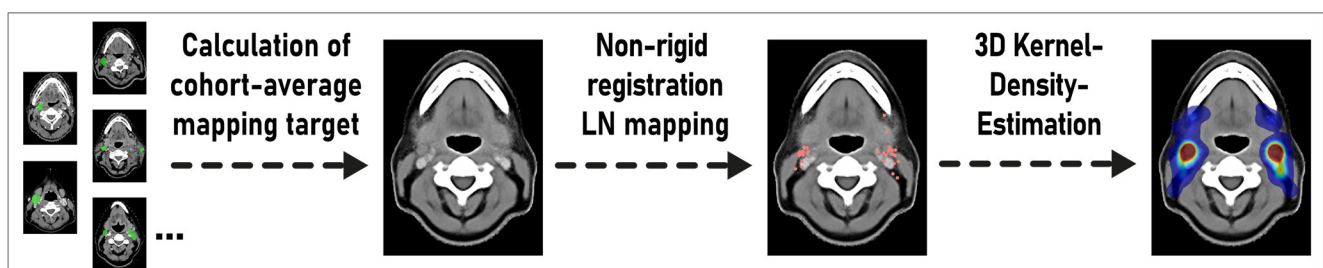 ...
Calculation of
cohort-average
mapping target
Non-rigid
registration
LN mapping
3D Kernel-
Density-
Estimation